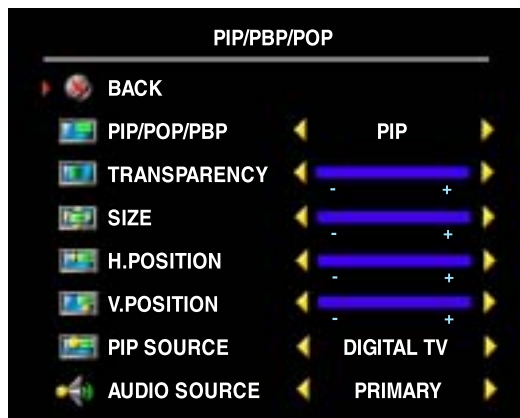 PIP/PBP/POP
BACK
PIP/POP/PBP PIP
TRANSPARENCY
- +
SIZE
- +
H.POSITION
- +
V.POSITION
- +
PIP SOURCE DIGITAL TV
AUDIO SOURCE PRIMARY